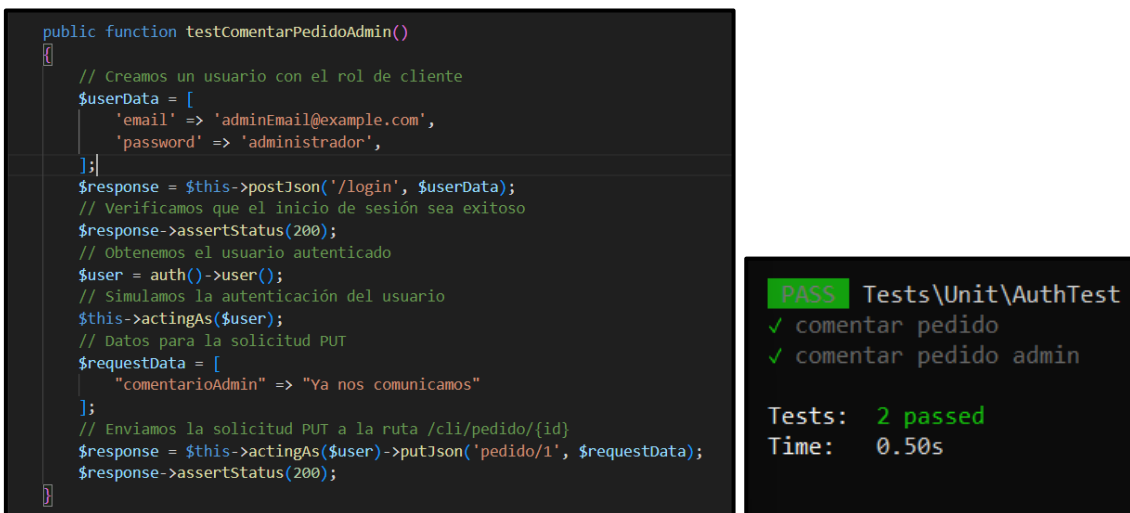 public function testComentarPedidoAdmin()
{
// Creamos un usuario con el rol de cliente
$userData = [
'email' => 'adminEmail@example.com',
'password' => 'administrador',
];
$response = $this->postJson('/login', $userData);
// Verificamos que el inicio de sesión sea exitoso
$response->assertStatus(200);
// Obtenemos el usuario autenticado
$user = auth()->user();
// Simulamos la autenticación del usuario
$this->actingAs($user);
// Datos para la solicitud PUT
$requestData = [
"comentarioAdmin" => "Ya nos comunicamos"
];
// Enviamos la solicitud PUT a la ruta /cli/pedido/{id}
$response = $this->actingAs($user)->putJson('pedido/1', $requestData);
$response->assertStatus(200);
}
PASS Tests\Unit\AuthTest
✓ comentar pedido
✓ comentar pedido admin
Tests: 2 passed
Time: 0.50s